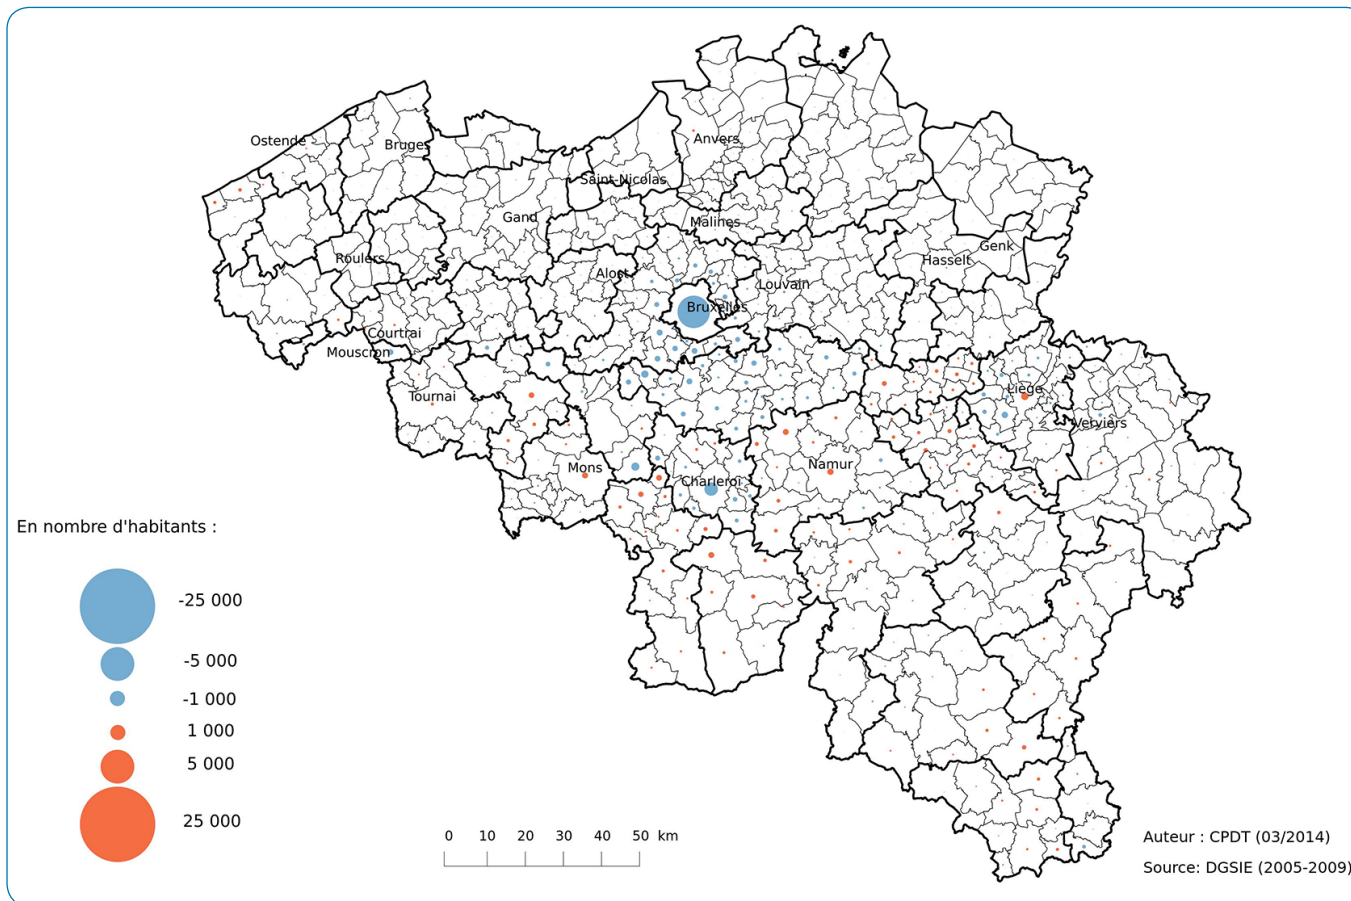 Ostende
Bruges
Anvers
Saint-Nicolas
Gand
Malines
Roulers
Genk
Hasselt
Alost
Louvain
Bruxelles
Courtrai
Mouscron
Tournai
Liège
Verviers
Mons
Namur
Charleroi
En nombre d'habitants :
-25 000
-5 000
-1 000
1 000
5 000
25 000
0 10 20 30 40 50 km
Auteur : CPDT (03/2014)
Source: DGSIE (2005-2009)